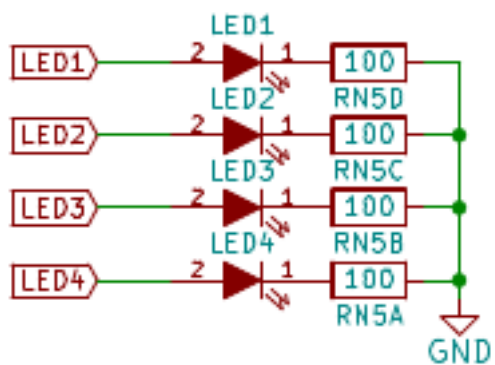 LED1
LED1 2 1 100
LED2 RN5D
LED2 2 1 100
LED3 RN5C
LED3 2 1 100
LED4 RN5B
LED4 2 1 100
RN5A
GND